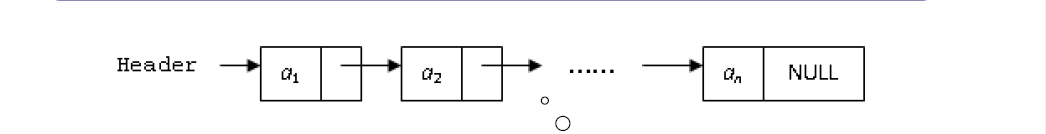 Header a1 a2 ...... an NULL